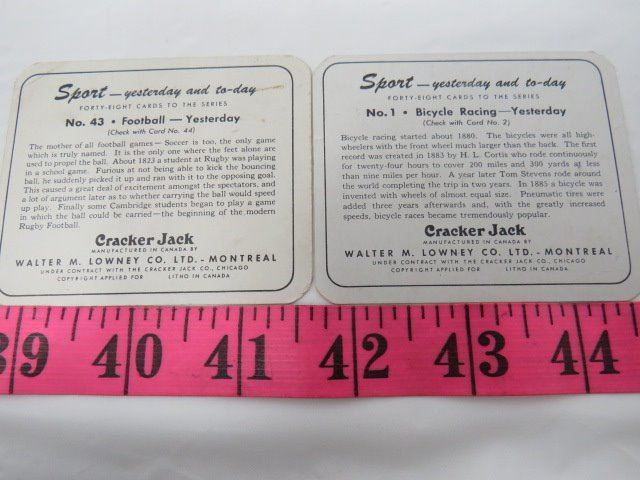 Sport — yesterday and to-day
FORTY-EIGHT CARDS TO THE SERIES
No. 43 • Football — Yesterday
(Check with Card No. 44)
The mother of all football games— Soccer is too, the only game
which is truly named. It is the only one where the feet alone are
used to propel the ball. About 1823 a student at Rugby was playing
in a school game. Furious at not being able to kick the bouncing
ball, he suddenly picked it up and ran with it to the opposing goal.
This caused a great deal of excitement amongst the spectators, and
a lot of argument later as to whether carrying the ball would speed
up play. Finally some Cambridge students began to play a game
in which the ball could be carried—the beginning of the modern
Rugby Football.
Cracker Jack
MANUFACTURED IN CANADA BY
WALTER M. LOWNEY CO. LTD. - MONTREAL
UNDER CONTRACT WITH THE CRACKER JACK CO., CHICAGO
COPYRIGHT APPLIED FOR LITHO IN CANADA
Sport — yesterday and to-day
FORTY-EIGHT CARDS TO THE SERIES
No. 1 • Bicycle Racing — Yesterday
(Check with Card No. 2)
Bicycle racing started about 1880. The bicycles were all high-
wheelers with the front wheel much larger than the back. The first
record was created in 1883 by H. L. Cortis who rode continuously
for twenty-four hours to cover 200 miles and 300 yards at less
than nine miles per hour. A year later Tom Stevens rode around
the world completing the trip in two years. In 1885 a bicycle was
invented with wheels of almost equal size. Pneumatic tires were
added three years afterwards and, with the greatly increased
speeds, bicycle races became tremendously popular.
Cracker Jack
MANUFACTURED IN CANADA BY
WALTER M. LOWNEY CO. LTD. - MONTREAL
UNDER CONTRACT WITH THE CRACKER JACK CO., CHICAGO
COPYRIGHT APPLIED FOR LITHO IN CANADA
39 40 41 42 43 44